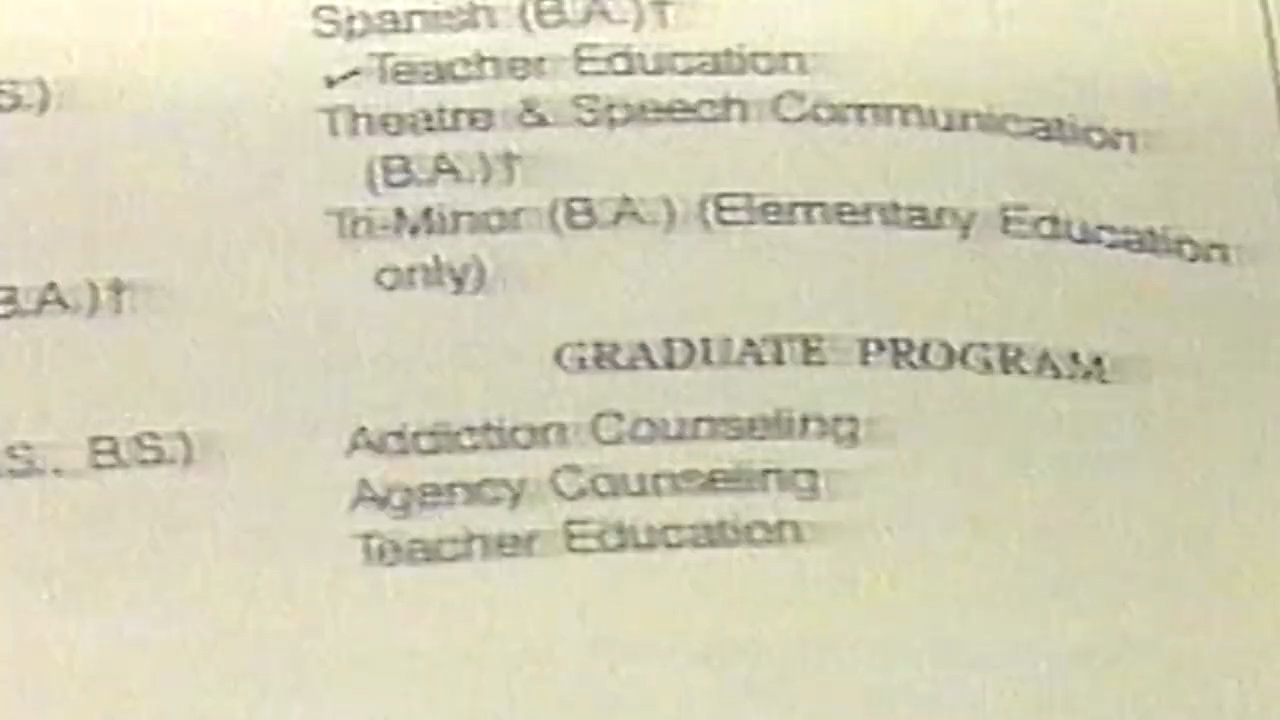 Spanish (B.A.)†
✓Teacher Education
S.)
Theatre & Speech Communication
(B.A.)†
Tri-Minor (B.A.) (Elementary Education
only)
B.A.)†
GRADUATE PROGRAM
Addiction Counseling
.S., B.S.)
Agency Counseling
Teacher Education